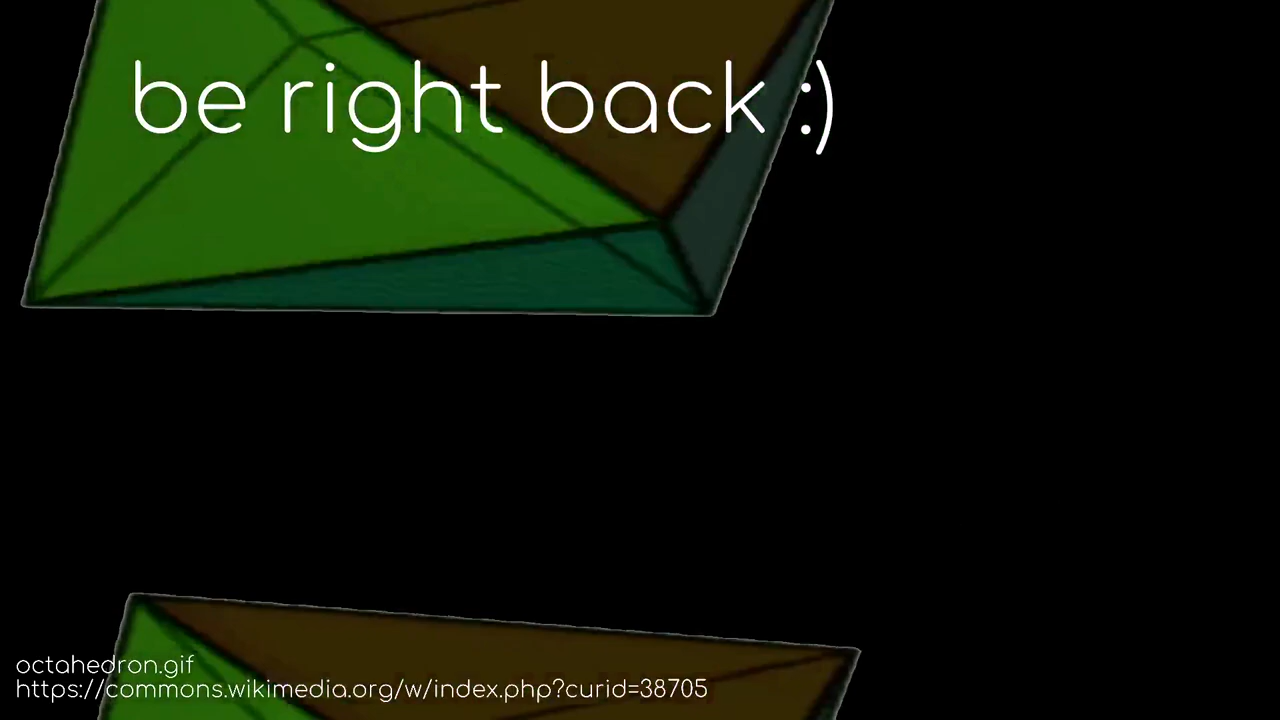 be right back :)
octahedron.gif
https://commons.wikimedia.org/w/index.php?curid=38705